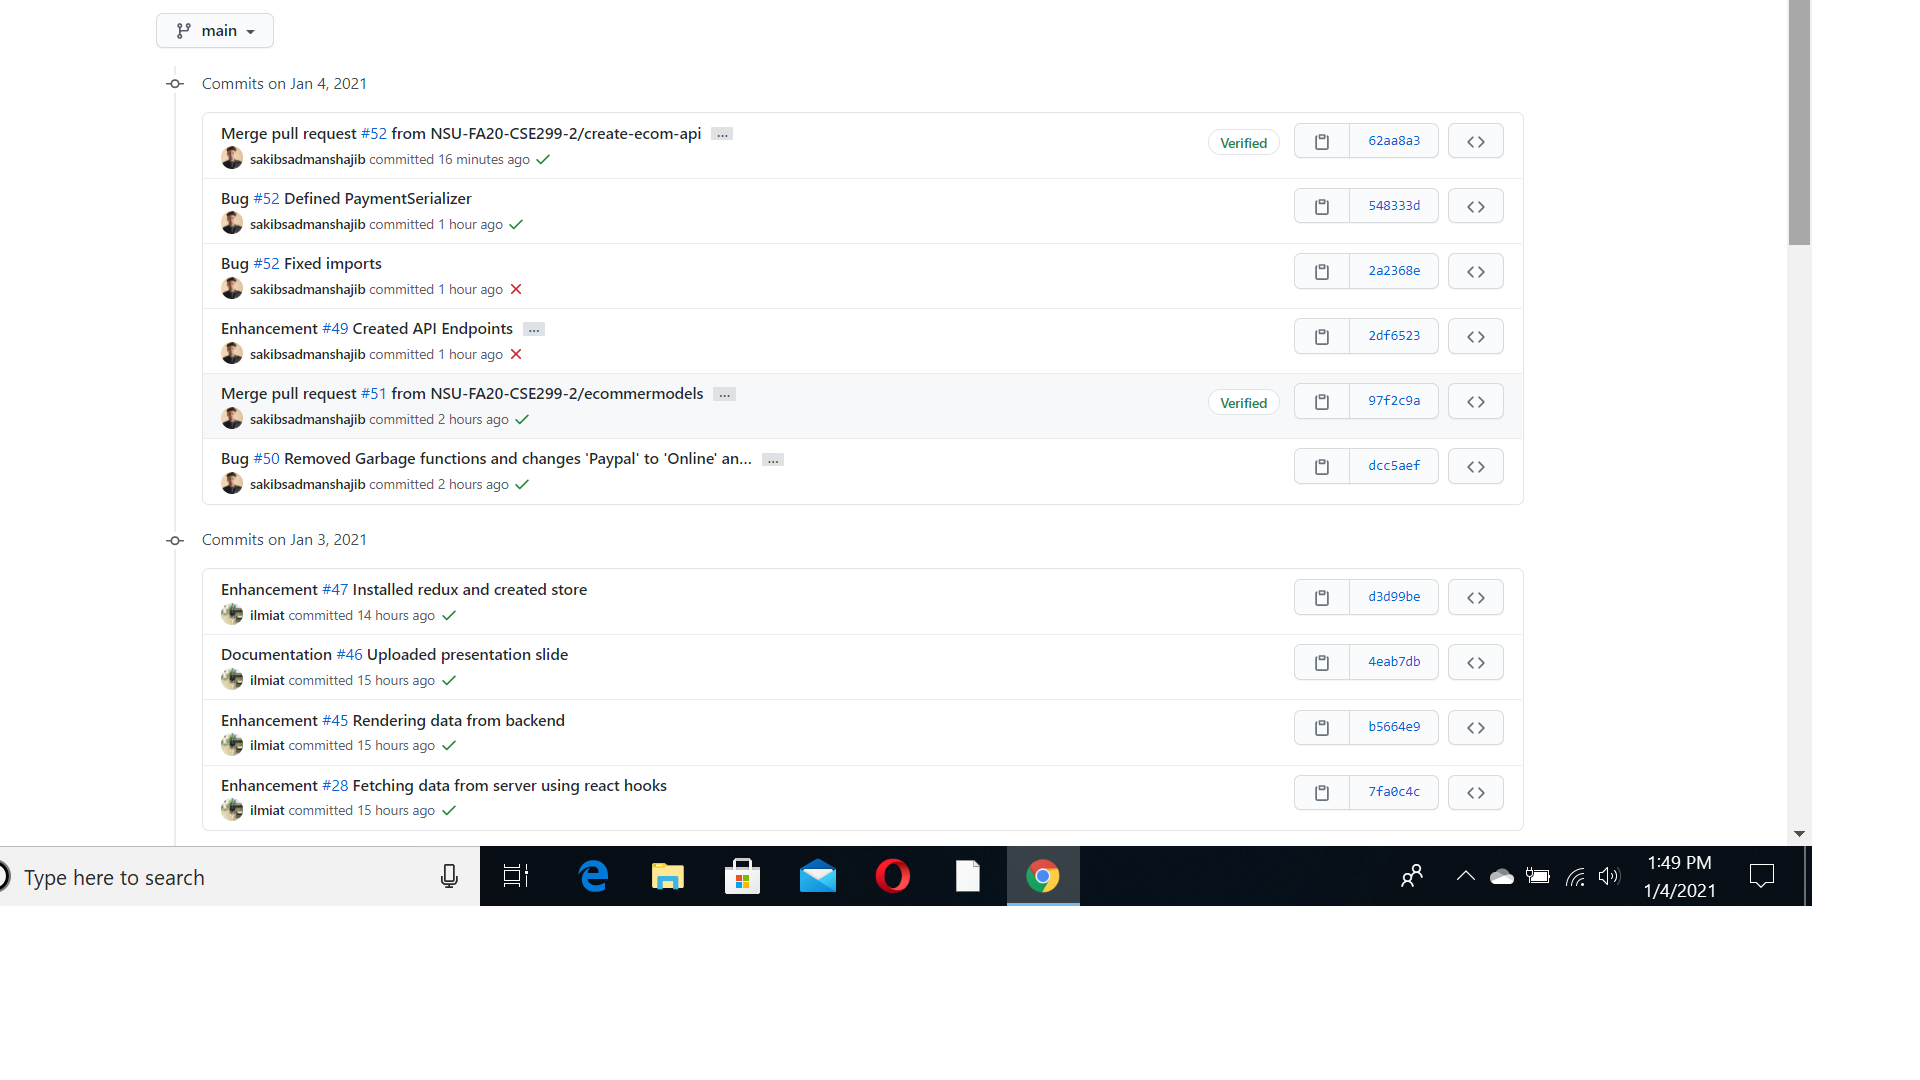 main
Commits on Jan 4, 2021
Merge pull request #52 from NSU-FA20-CSE299-2/create-ecom-api ...
sakibsadmanshajib committed 16 minutes ago
Verified
62aa8a3
Bug #52 Defined PaymentSerializer
sakibsadmanshajib committed 1 hour ago
548333d
Bug #52 Fixed imports
sakibsadmanshajib committed 1 hour ago
2a2368e
Enhancement #49 Created API Endpoints ...
sakibsadmanshajib committed 1 hour ago
2df6523
Merge pull request #51 from NSU-FA20-CSE299-2/ecommermodels ...
sakibsadmanshajib committed 2 hours ago
Verified
97f2c9a
Bug #50 Removed Garbage functions and changes 'Paypal' to 'Online' an... ...
sakibsadmanshajib committed 2 hours ago
dcc5aef
Commits on Jan 3, 2021
Enhancement #47 Installed redux and created store
ilmiat committed 14 hours ago
d3d99be
Documentation #46 Uploaded presentation slide
ilmiat committed 15 hours ago
4eab7db
Enhancement #45 Rendering data from backend
ilmiat committed 15 hours ago
b5664e9
Enhancement #28 Fetching data from server using react hooks
ilmiat committed 15 hours ago
7fa0c4c
Type here to search
1:49 PM
1/4/2021